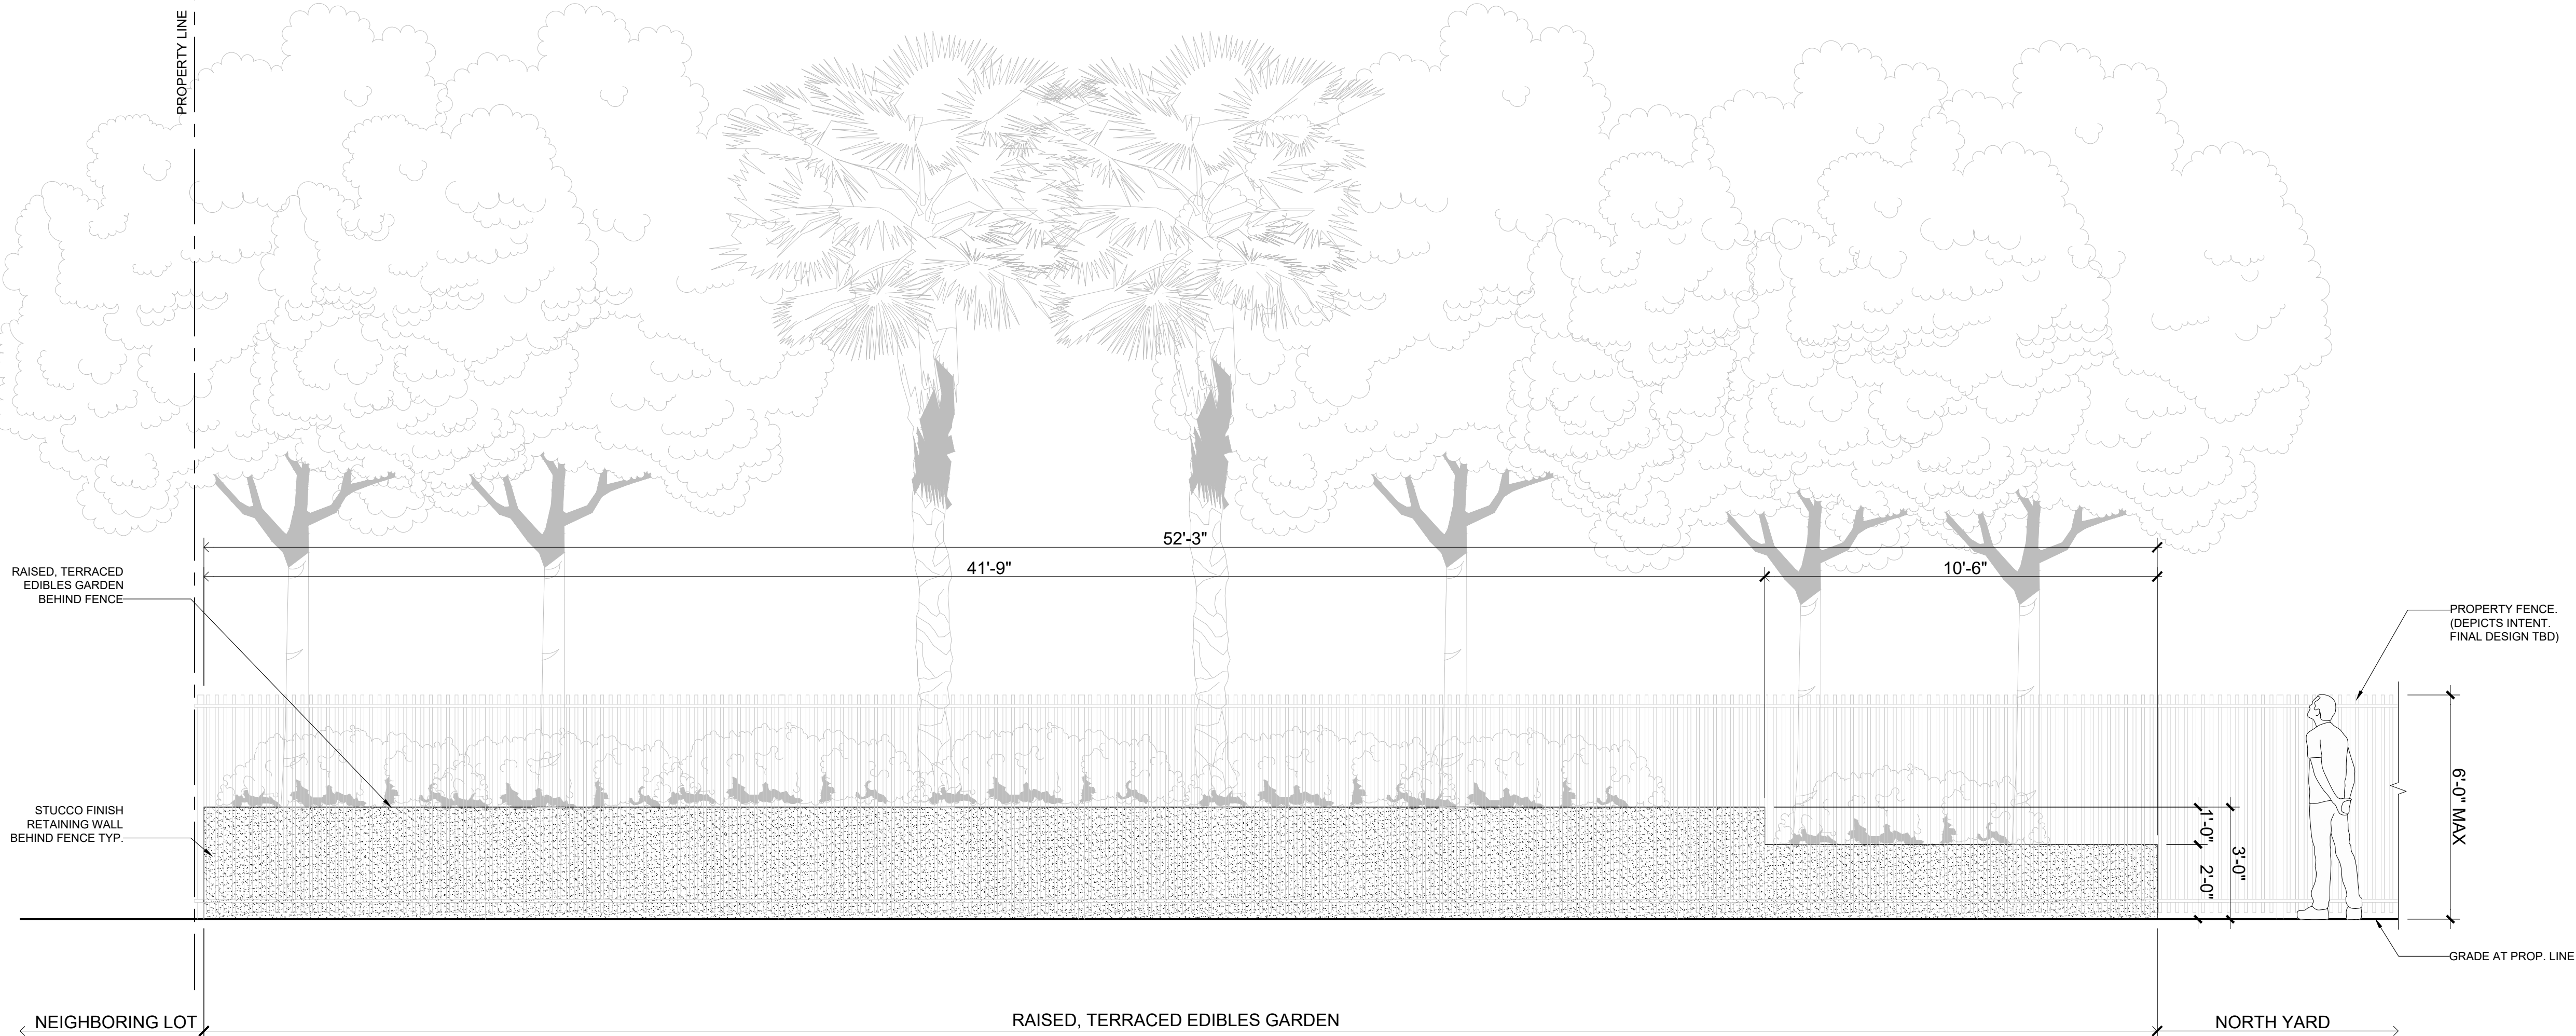 PROPERTY LINE
52'-3"
41'-9"
10'-6"
RAISED, TERRACED
EDIBLES GARDEN
BEHIND FENCE
PROPERTY FENCE.
(DEPICTS INTENT.
FINAL DESIGN TBD)
STUCCO FINISH
RETAINING WALL
BEHIND FENCE TYP.
1'-0"
2'-0"
3'-0"
6'-0" MAX
GRADE AT PROP. LINE
NEIGHBORING LOT
RAISED, TERRACED EDIBLES GARDEN
NORTH YARD